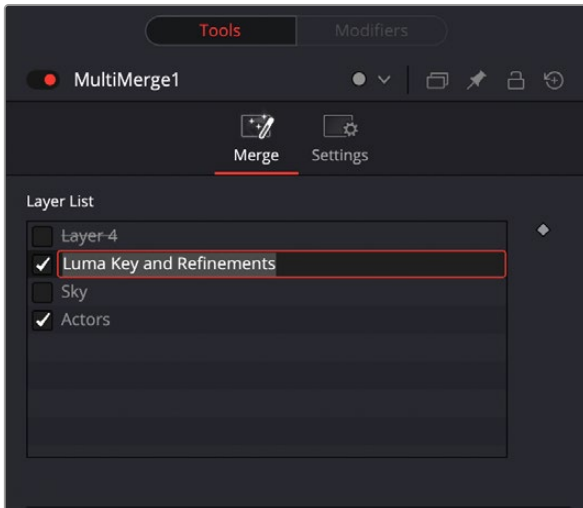 Tools Modifiers
MultiMerge1
Merge Settings
Layer List
Layer 4
Luma Key and Refinements
Sky
Actors